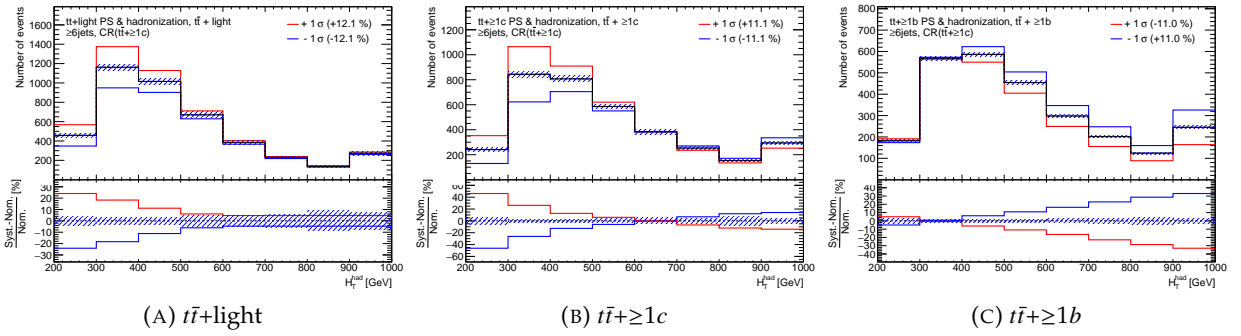 tt+light PS & hadronization, tt̄ + light
≥6jets, CR(tt̄+≥1c)
+ 1 σ (+12.1 %)
- 1 σ (-12.1 %)
Number of events
1600
1400
1200
1000
800
600
400
200
Syst.-Nom. [%]
Nom.
30
20
10
0
−10
−20
−30
200 300 400 500 600 700 800 900 1000
H_T^had [GeV]
(A) tt̄+light
tt+≥1c PS & hadronization, tt̄ + ≥1c
≥6jets, CR(tt̄+≥1c)
+ 1 σ (+11.1 %)
- 1 σ (-11.1 %)
Number of events
1400
1200
1000
800
600
400
200
Syst.-Nom. [%]
Nom.
60
40
20
0
−20
−40
−60
200 300 400 500 600 700 800 900 1000
H_T^had [GeV]
(B) tt̄+≥1c
tt+≥1b PS & hadronization, tt̄ + ≥1b
≥6jets, CR(tt̄+≥1c)
+ 1 σ (-11.0 %)
- 1 σ (+11.0 %)
Number of events
800
700
600
500
400
300
200
100
Syst.-Nom. [%]
Nom.
40
30
20
10
0
−10
−20
−30
−40
200 300 400 500 600 700 800 900 1000
H_T^had [GeV]
(C) tt̄+≥1b